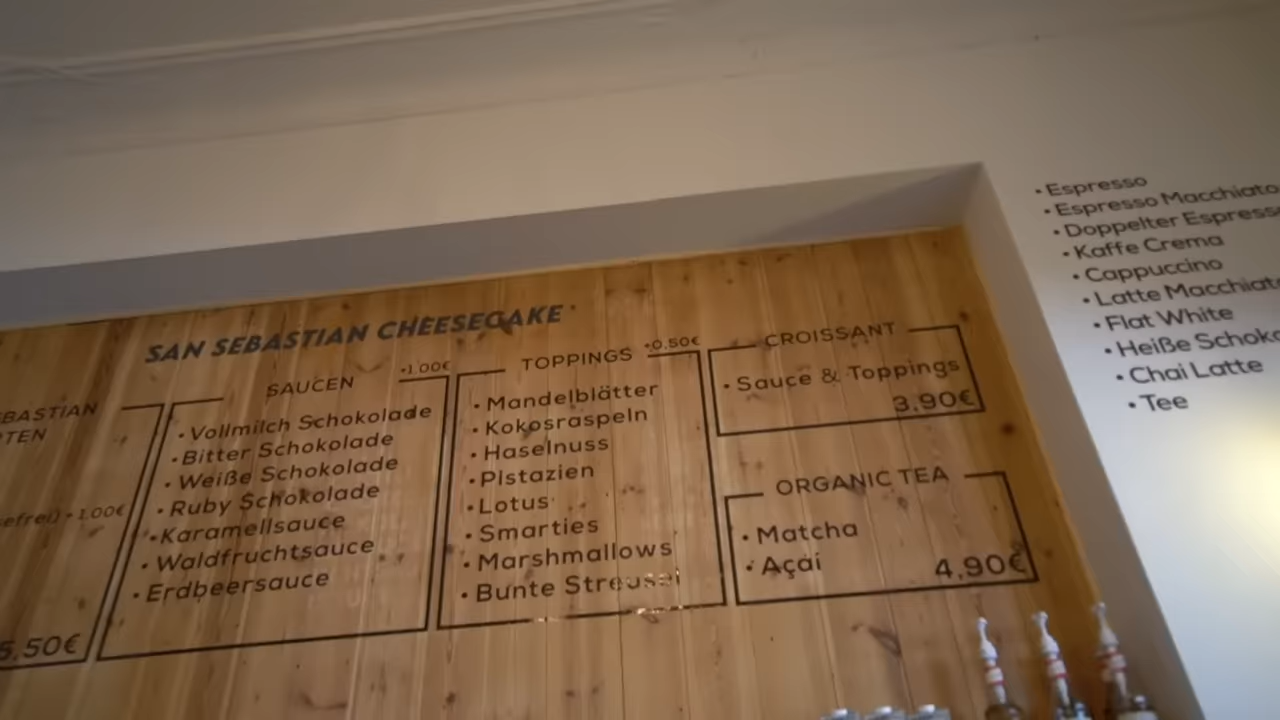 SAN SEBASTIAN CHEESECAKE
TEN
+1.00€
5,50€
SAUCEN
+1.00€
• Vollmilch Schokolade
• Bitter Schokolade
• Weiße Schokolade
• Ruby Schokolade
• Karamellsauce
• Waldfruchtsauce
• Erdbeersauce
TOPPINGS
+0.50€
• Mandelblätter
• Kokosraspeln
• Haselnuss
• PIstazien
• Lotus
• Smarties
• Marshmallows
• Bunte Streusel
CROISSANT
• Sauce & Toppings
3,90€
ORGANIC TEA
• Matcha
• Açai
4,90€
• Espresso
• Espresso Macchiato
• Doppelter Espresso
• Kaffe Crema
• Cappuccino
• Latte Macchiato
• Flat White
• Heiße
• Chai Latte
• Tee